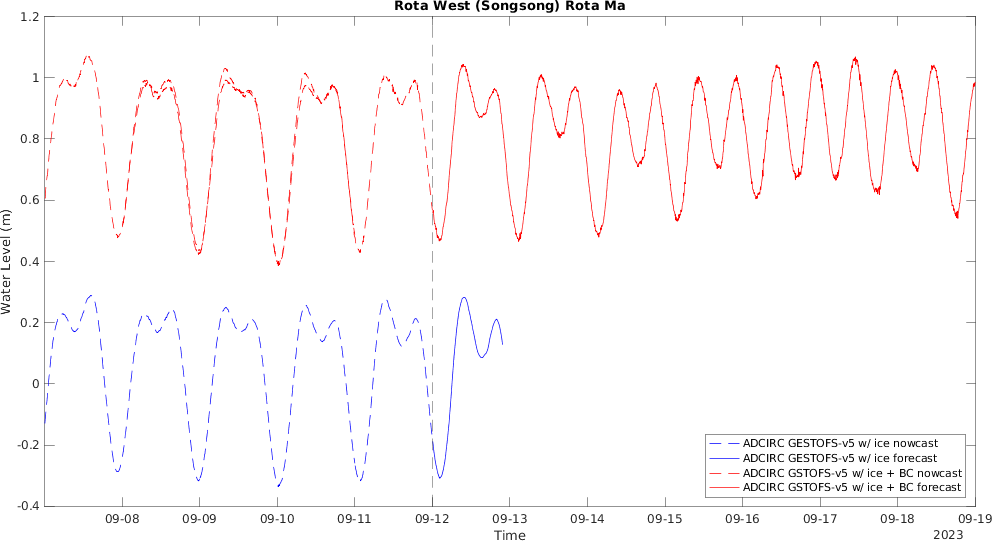 Rota West (Songsong) Rota Ma
1.2
1
0.8
0.6
0.4
0.2
0
-0.2
-0.4
Water Level (m)
ADCIRC GESTOFS-v5 w/ ice nowcast
ADCIRC GESTOFS-v5 w/ ice forecast
ADCIRC GSTOFS-v5 w/ ice + BC nowcast
ADCIRC GSTOFS-v5 w/ ice + BC forecast
09-08 09-09 09-10 09-11 09-12 09-13 09-14 09-15 09-16 09-17 09-18 09-19
Time
2023